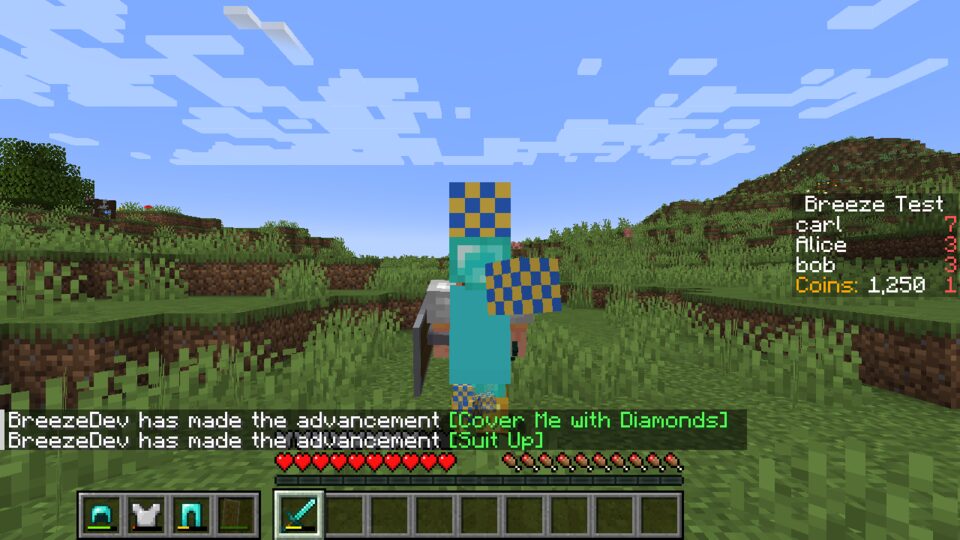 Breeze Test
carl 7
Alice 3
bob 3
Coins: 1,250 1
BreezeDev has made the advancement [Cover Me with Diamonds]
BreezeDev has made the advancement [Suit Up]